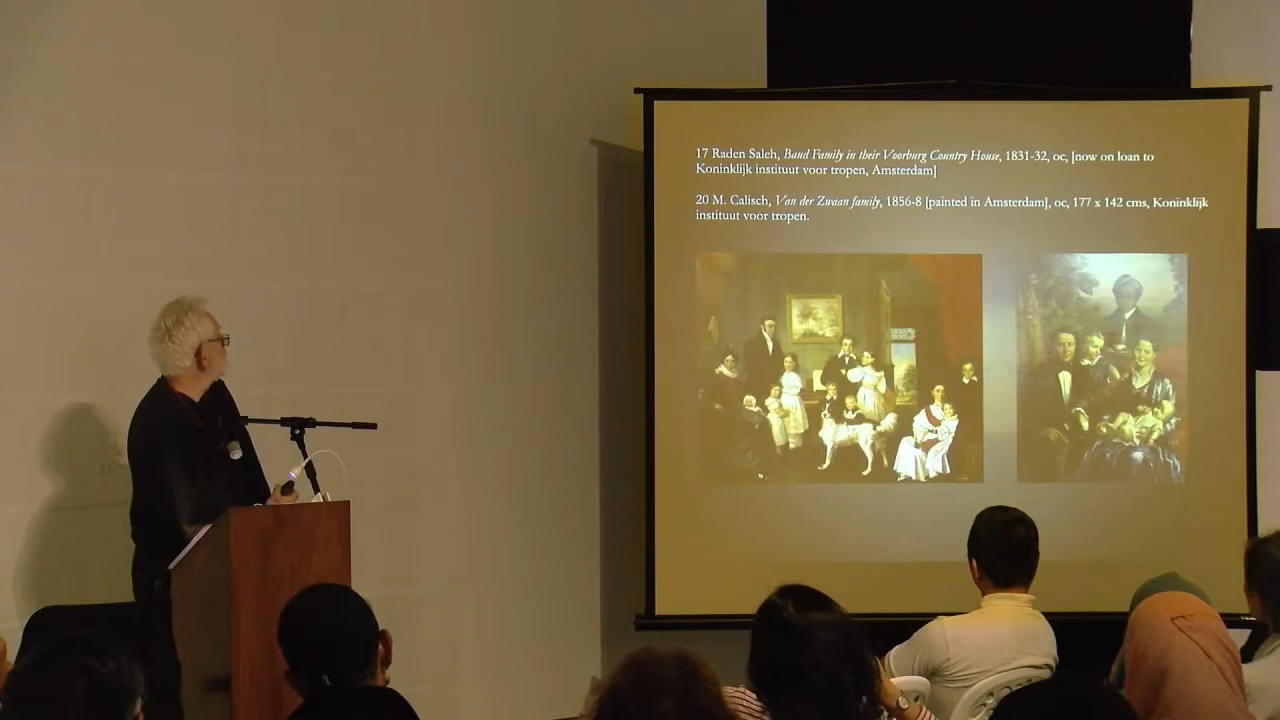 17 Raden Saleh, Baud Family in their Voorburg Country House, 1831-32, oc, [now on loan to
Koninklijk instituut voor tropen, Amsterdam]
20 M. Calisch, Van der Zwaan family, 1856-8 [painted in Amsterdam], oc, 177 x 142 cms, Koninklijk
instituut voor tropen.